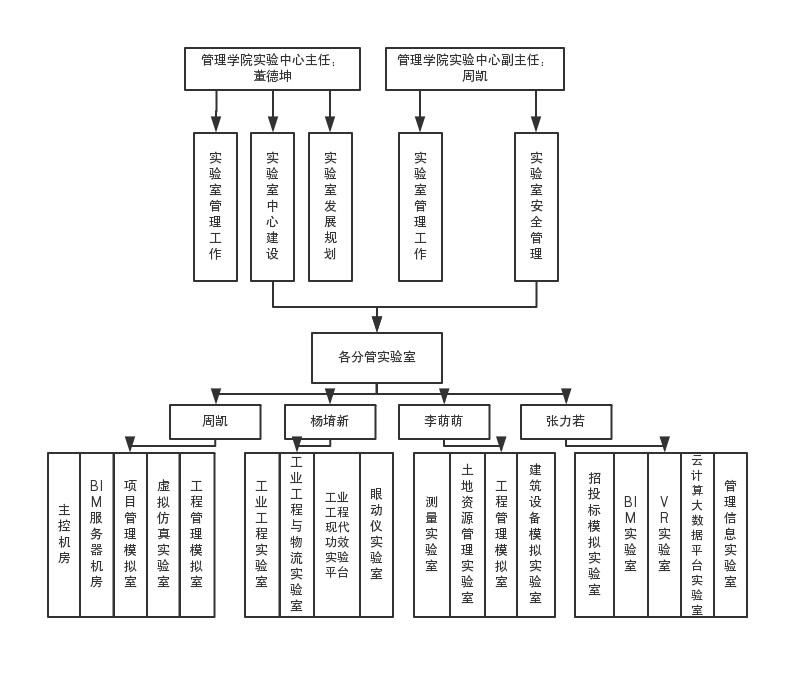 管理学院实验中心主任：
董德坤
管理学院实验中心副主任：
周凯
实验室管理工作
实验室中心建设
实验室发展规划
实验室管理工作
实验室安全管理
各分管实验室
周凯
杨堉新
李萌萌
张力若
主控机房
BIM服务器机房
项目管理模拟室
虚拟仿真实验室
工程管理模拟室
工业工程实验室
工业工程与物流实验室
工业
工程
现代
功效
实验
平台
眼动仪实验室
测量实验室
土地资源管理实验室
工程管理模拟室
建筑设备模拟实验室
招投标模拟实验室
BIM实验室
VR实验室
云计算大数据平台实验室
管理信息实验室